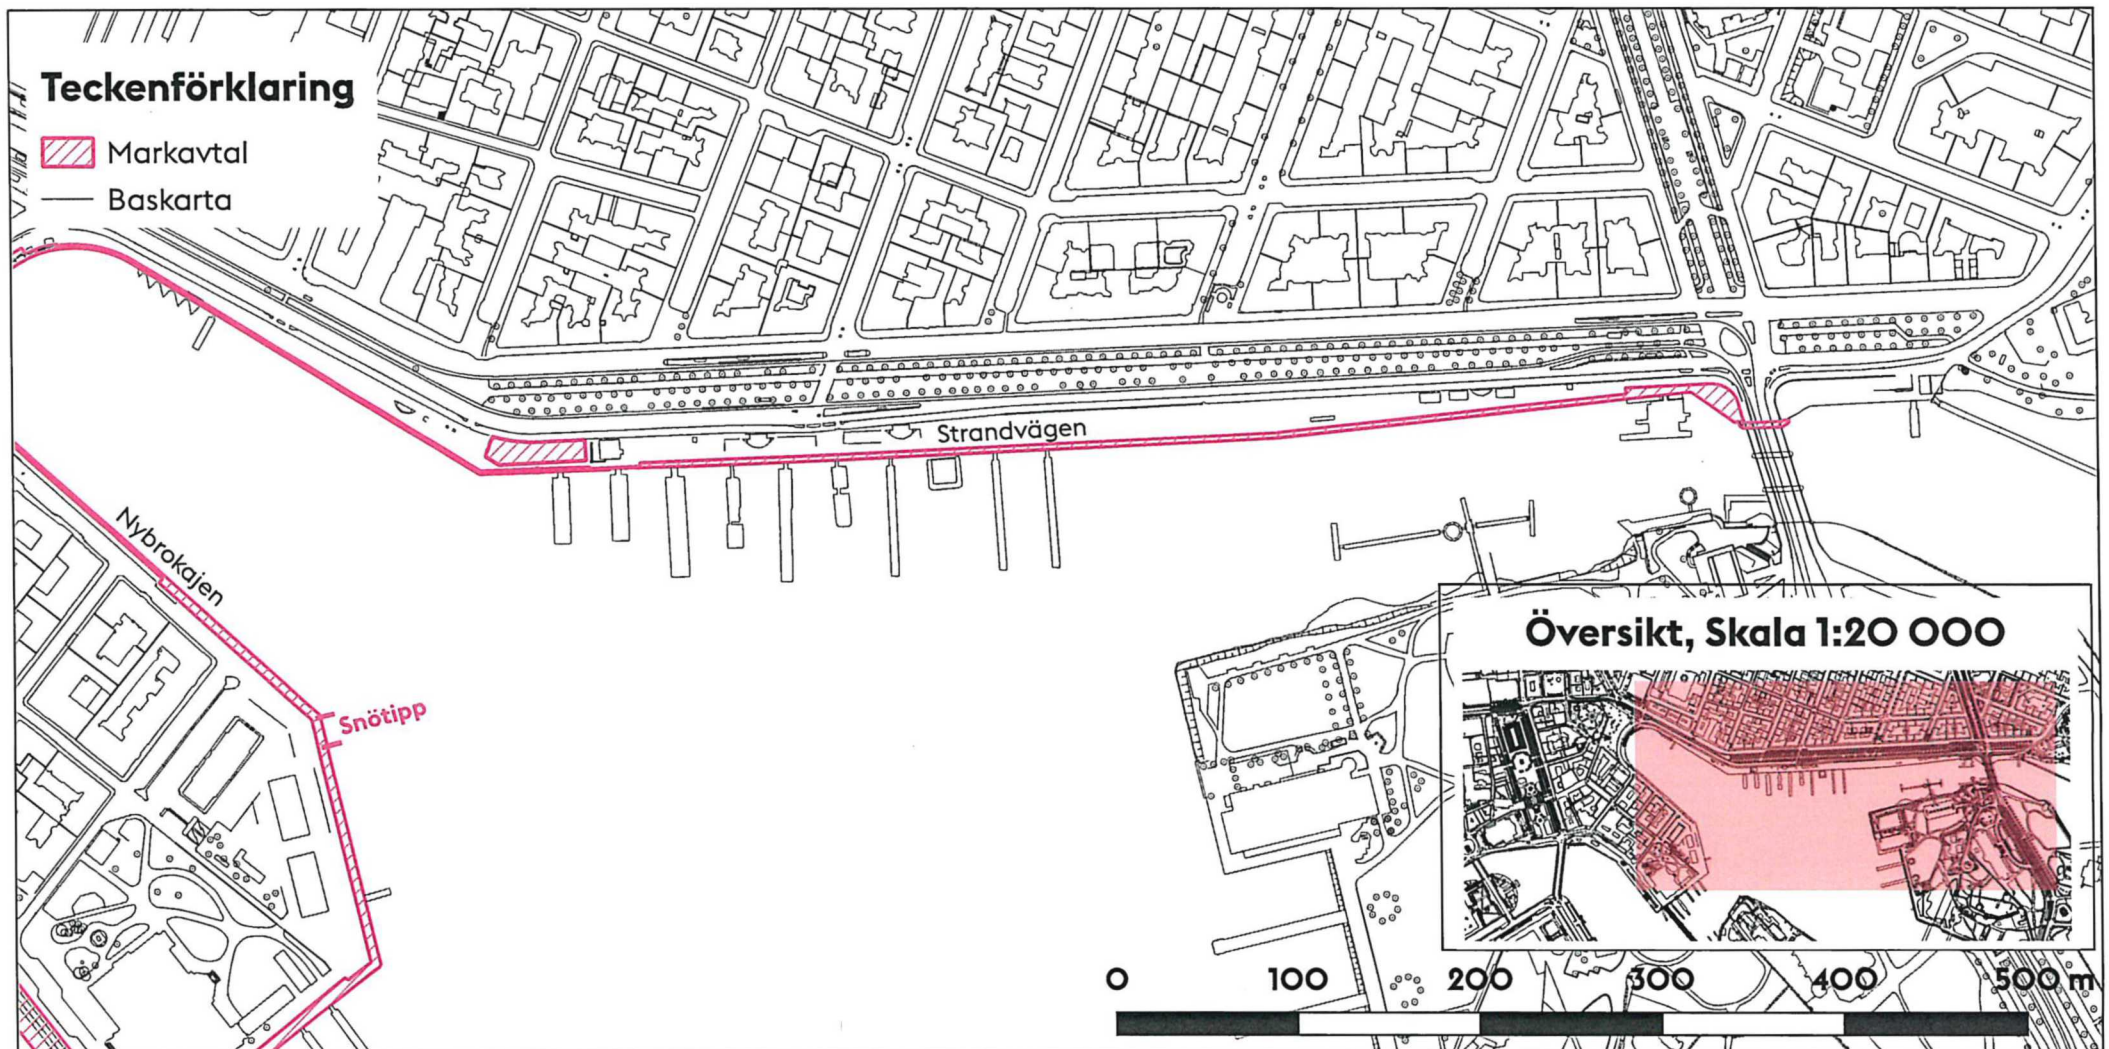 Teckenförklaring
Markavtal
Baskarta
Strandvägen
Nybrokajen
Snötipp
Översikt, Skala 1:20 000
0 100 200 300 400 500 m